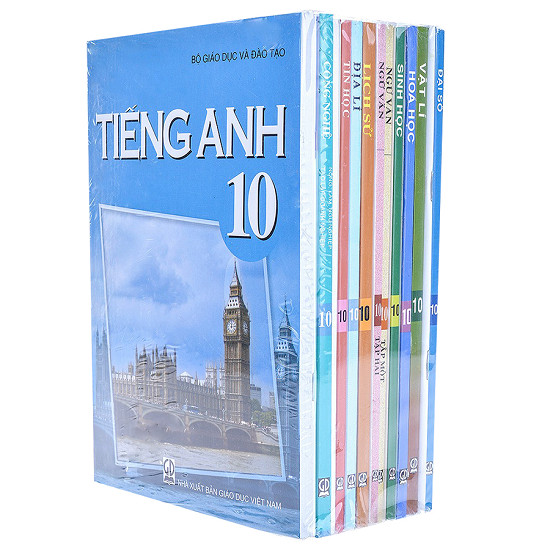 BỘ GIÁO DỤC VÀ ĐÀO TẠO
TIẾNG ANH
10
GD
NHÀ XUẤT BẢN GIÁO DỤC VIỆT NAM
CÔNG NGHỆ
10
TIN HỌC
10
ĐỊA LÍ
10
LỊCH SỬ
10
NGỮ VĂN
10
TẬP HAI
NGỮ VĂN
10
TẬP MỘT
SINH HỌC
10
HÓA HỌC
10
VẬT LÍ
10
ĐẠI SỐ
10